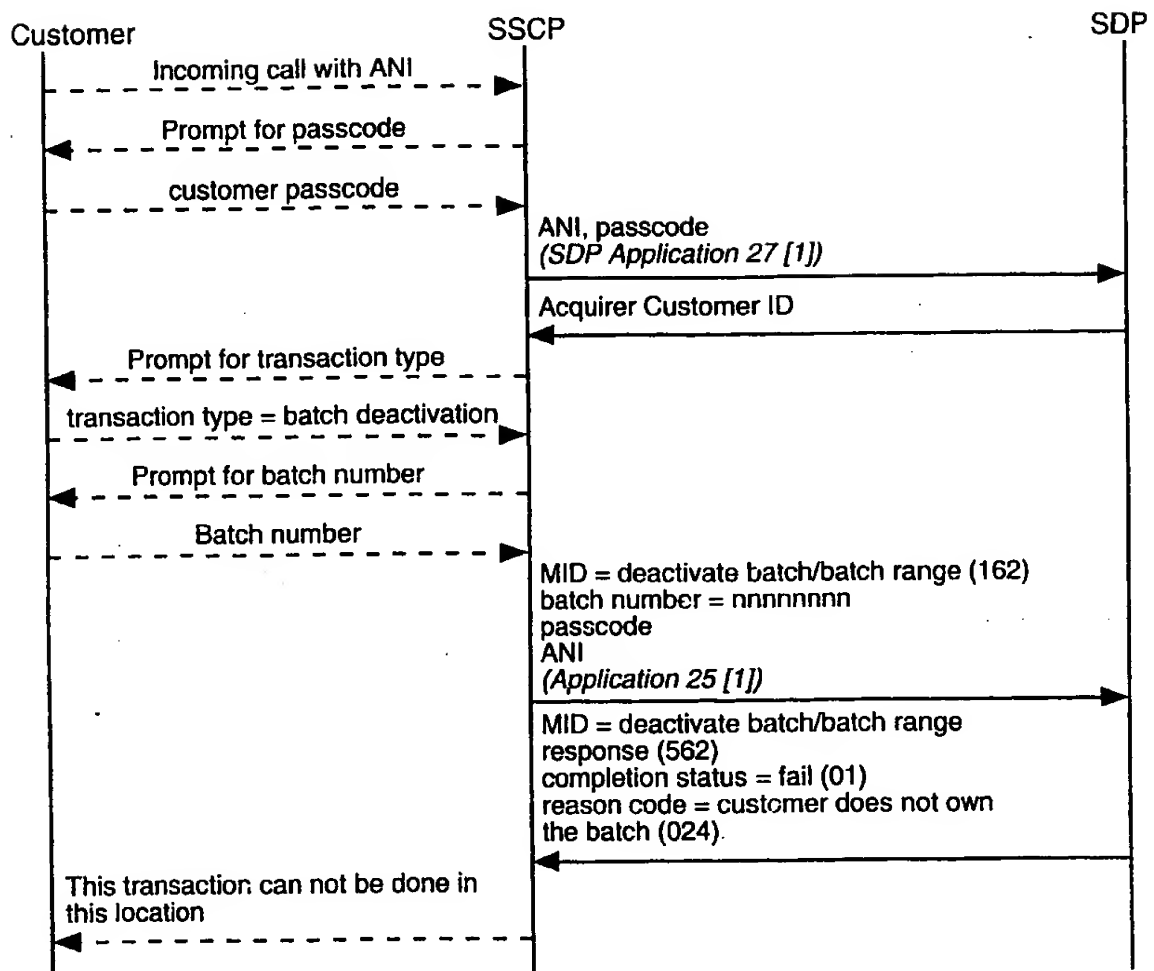 Customer
SSCP
SDP
Incoming call with ANI
Prompt for passcode
customer passcode
ANI, passcode
(SDP Application 27 [1])
Acquirer Customer ID
Prompt for transaction type
transaction type = batch deactivation
Prompt for batch number
Batch number
MID = deactivate batch/batch range (162)
batch number = nnnnnnnnn
passcode
ANI
(Application 25 [1])
MID = deactivate batch/batch range
response (562)
completion status = fail (01)
reason code = customer does not own
the batch (024).
This transaction can not be done in
this location